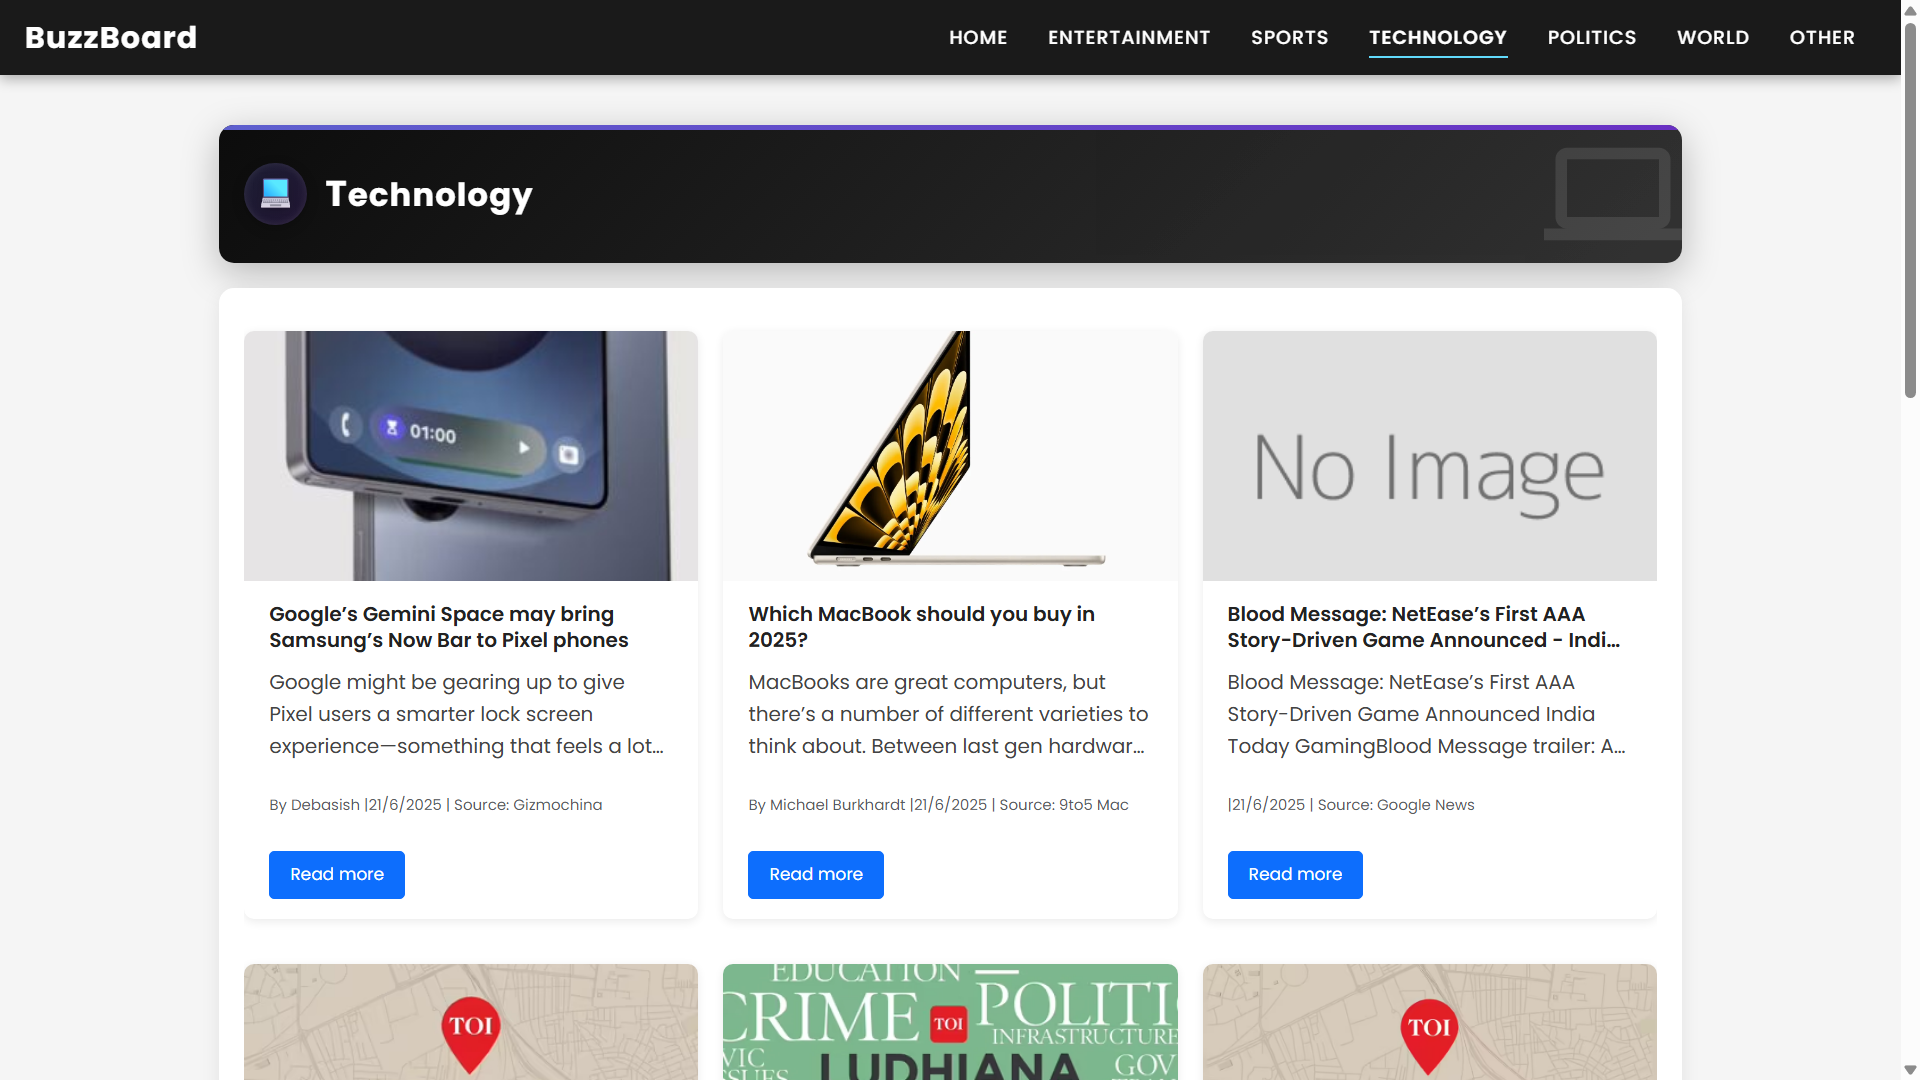 BuzzBoard
HOME ENTERTAINMENT SPORTS TECHNOLOGY POLITICS WORLD OTHER
Technology
01:00
No Image
Google’s Gemini Space may bring
Samsung’s Now Bar to Pixel phones
Google might be gearing up to give
Pixel users a smarter lock screen
experience—something that feels a lot...
By Debasish |21/6/2025 | Source: Gizmochina
Read more
Which MacBook should you buy in
2025?
MacBooks are great computers, but
there’s a number of different varieties to
think about. Between last gen hardwar...
By Michael Burkhardt |21/6/2025 | Source: 9to5 Mac
Read more
Blood Message: NetEase’s First AAA
Story-Driven Game Announced - Indi...
Blood Message: NetEase’s First AAA
Story-Driven Game Announced India
Today GamingBlood Message trailer: A...
|21/6/2025 | Source: Google News
Read more
TOI
EDUCATION
CRIME TOI POLITI
INFRASTRUCTURE
VIC
SSUES LUDHIANA GOV
TOI